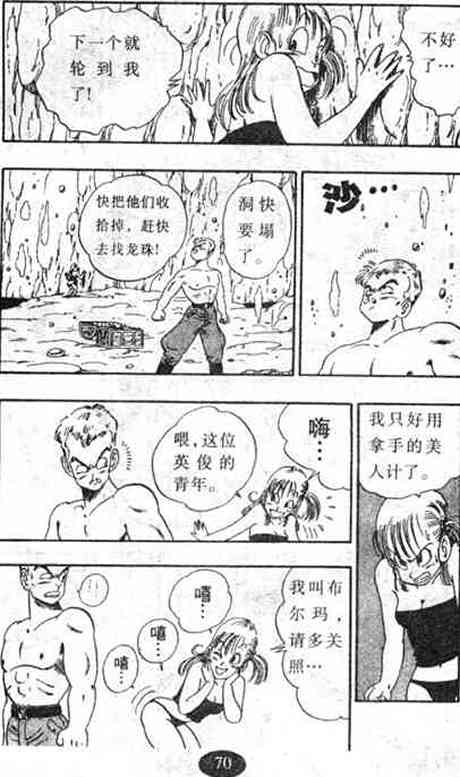 不好
了…
下一个就
轮到我
了!
沙…
洞快
要塌
了。
快把他们收
拾掉,赶快
去找龙珠!
我只好用
拿手的美
人计了。
嗨
…
喂,这位
英俊的
青年。
我叫布
尔玛,
请多关
照…
嘻…
嘻…
嘻…
…
70